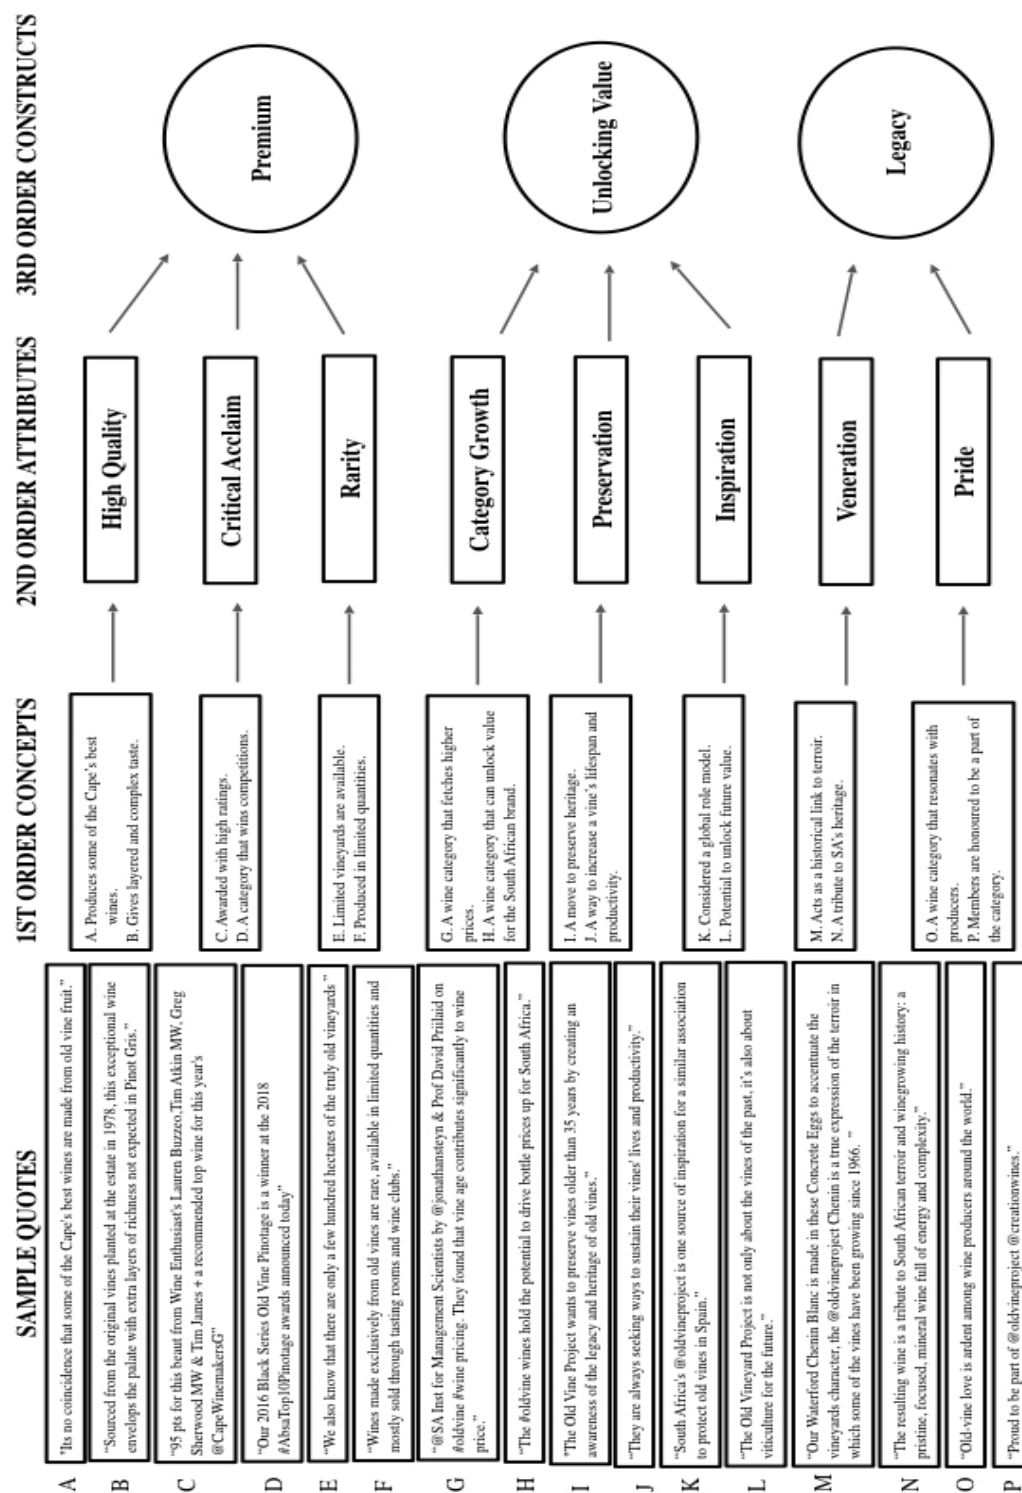 SAMPLE QUOTES
1ST ORDER CONCEPTS
2ND ORDER ATTRIBUTES
3RD ORDER CONSTRUCTS
A
"Its no coincidence that some of the Cape's best wines are made from old vine fruit."
B
"Sourced from the original vines planted at the estate in 1978, this exceptional wine
envelops the palate with extra layers of richness not expected in Pinot Gris."
C
"95 pts for this beaut from Wine Enthusiast's Lauren Buzzeo,Tim Atkin MW, Greg
Sherwood MW & Tim James + a recommended top wine for this year's
@CapeWinemakersG"
D
"Our 2016 Black Series Old Vine Pinotage is a winner at the 2018
#AbsaTop10Pinotage awards announced today"
E
"We also know that there are only a few hundred hectares of the truly old vineyards"
F
"Wines made exclusively from old vines are rare, available in limited quantities and
mostly sold through tasting rooms and wine clubs."
G
"@SA Inst for Management Scientists by @jonathansteyn & Prof David Priilaid on
#oldvine #wine pricing. They found that vine age contributes significantly to wine
price."
H
"The #oldvine wines hold the potential to drive bottle prices up for South Africa."
I
"The Old Vine Project wants to preserve vines older than 35 years by creating an
awareness of the legacy and heritage of old vines."
J
"They are always seeking ways to sustain their vines' lives and productivity."
K
"South Africa's @oldvineproject is one source of inspiration for a similar association
to protect old vines in Spain."
L
"The Old Vineyard Project is not only about the vines of the past, it's also about
viticulture for the future."
M
"Our Waterford Chenin Blanc is made in these Concrete Eggs to accentuate the
vineyards character, the @oldvineproject Chenin is a true expression of the terroir in
which some of the vines have been growing since 1966. "
N
"The resulting wine is a tribute to South African terroir and winegrowing history: a
pristine, focused, mineral wine full of energy and complexity."
O
"Old-vine love is ardent among wine producers around the world."
P
"Proud to be part of @oldvineproject @creationwines."
A. Produces some of the Cape's best
wines.
B. Gives layered and complex taste.
C. Awarded with high ratings.
D. A category that wins competitions.
E. Limited vineyards are available.
F. Produced in limited quantities.
G. A wine category that fetches higher
prices.
H. A wine category that can unlock value
for the South African brand.
I. A move to preserve heritage.
J. A way to increase a vine's lifespan and
productivity.
K. Considered a global role model.
L. Potential to unlock future value.
M. Acts as a historical link to terroir.
N. A tribute to SA's heritage.
O. A wine category that resonates with
producers.
P. Members are honoured to be a part of
the category.
High Quality
Critical Acclaim
Rarity
Category Growth
Preservation
Inspiration
Veneration
Pride
Premium
Unlocking Value
Legacy